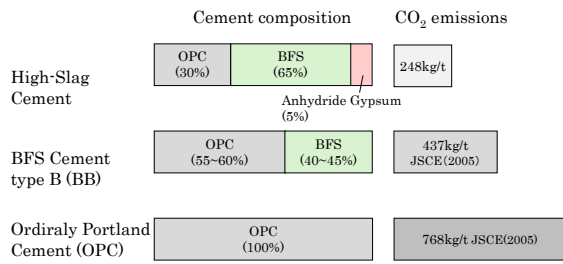 Cement composition
CO₂ emissions
High-Slag
Cement
OPC
(30%)
BFS
(65%)
248kg/t
Anhydride Gypsum
(5%)
BFS Cement
type B (BB)
OPC
(55~60%)
BFS
(40~45%)
437kg/t
JSCE(2005)
Ordiraly Portland
Cement (OPC)
OPC
(100%)
768kg/t JSCE(2005)